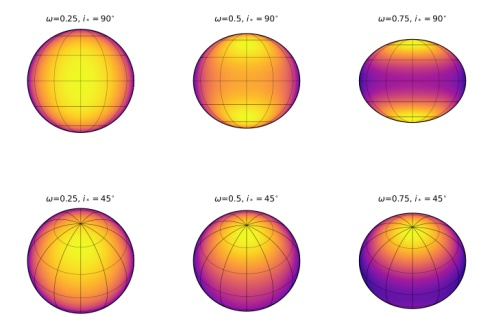 ω=0.25, i⋆ = 90°
ω=0.5, i⋆ = 90°
ω=0.75, i⋆ = 90°
ω=0.25, i⋆ = 45°
ω=0.5, i⋆ = 45°
ω=0.75, i⋆ = 45°